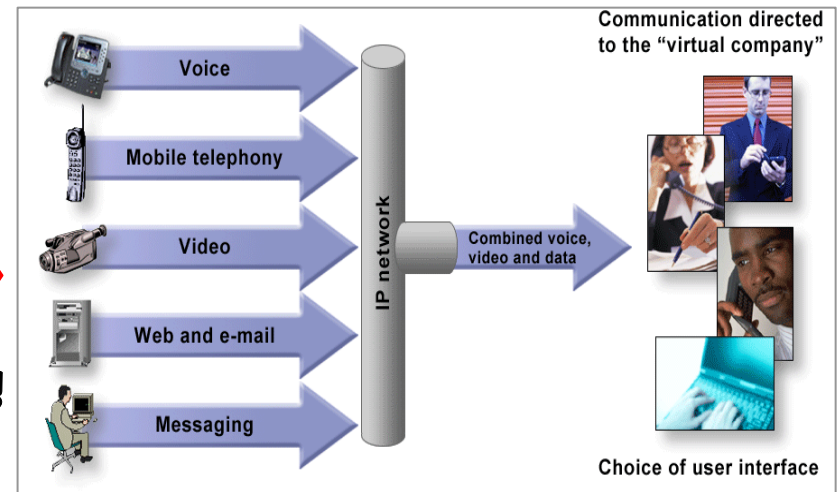 Communication directed
to the “virtual company”
Voice
Mobile telephony
Video
Web and e-mail
Messaging
IP network
Combined voice,
video and data
Choice of user interface
!